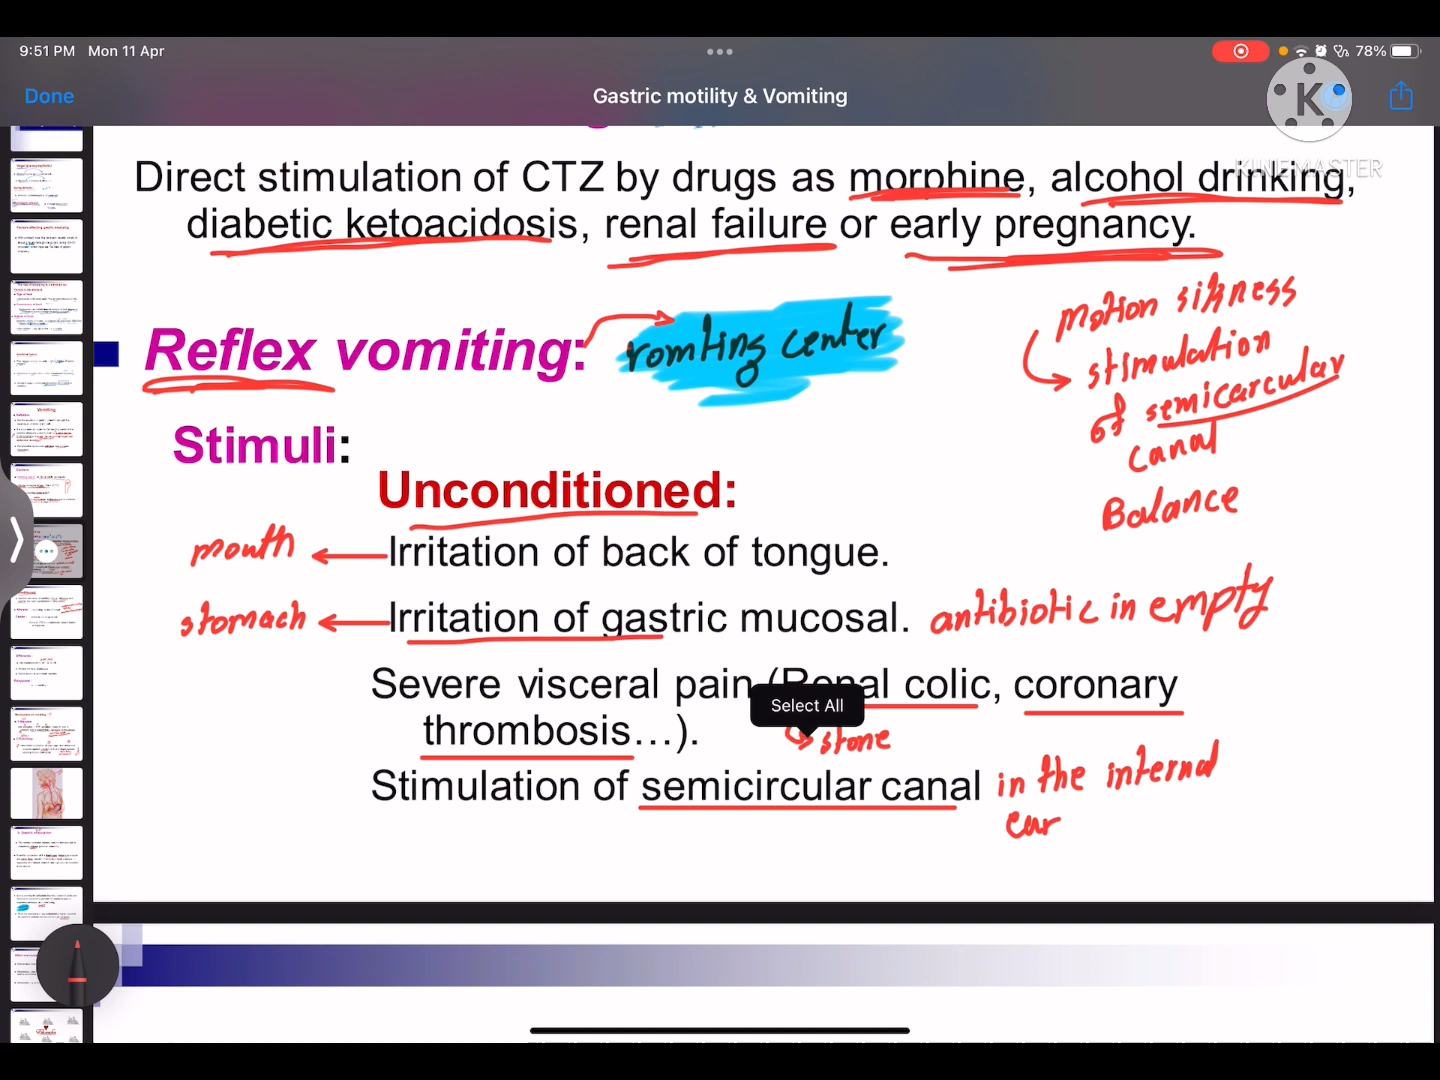 9:51 PM Mon 11 Apr
78%
Done
Gastric motility & Vomiting
K
KINEMASTER
Direct stimulation of CTZ by drugs as morphine, alcohol drinking,
diabetic ketoacidosis, renal failure or early pregnancy.
motion sikness
Reflex vomiting: vomting center
stimulation
of semicarcular
canal
Stimuli:
Balance
Unconditioned:
mouth Irritation of back of tongue.
stomach Irritation of gastric mucosal. antibiotic in empty
Severe visceral pain (Renal colic, coronary
Select All
thrombosis...). stone
Stimulation of semicircular canal in the internal
ear